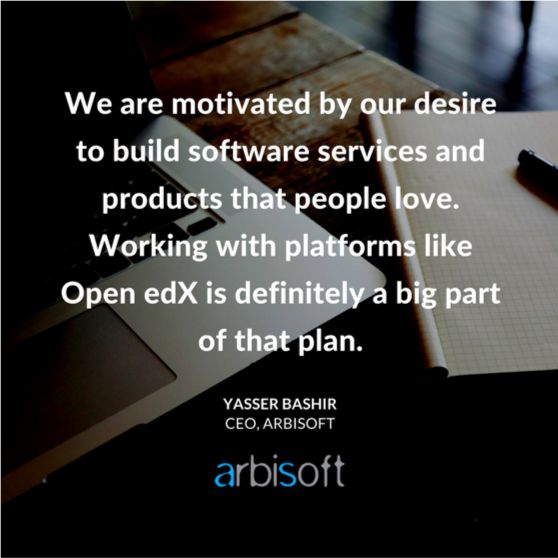 We are motivated by our desire
to build software services and
products that people love.
Working with platforms like
Open edX is definitely a big part
of that plan.
YASSER BASHIR
CEO, ARBISOFT
arbisoft